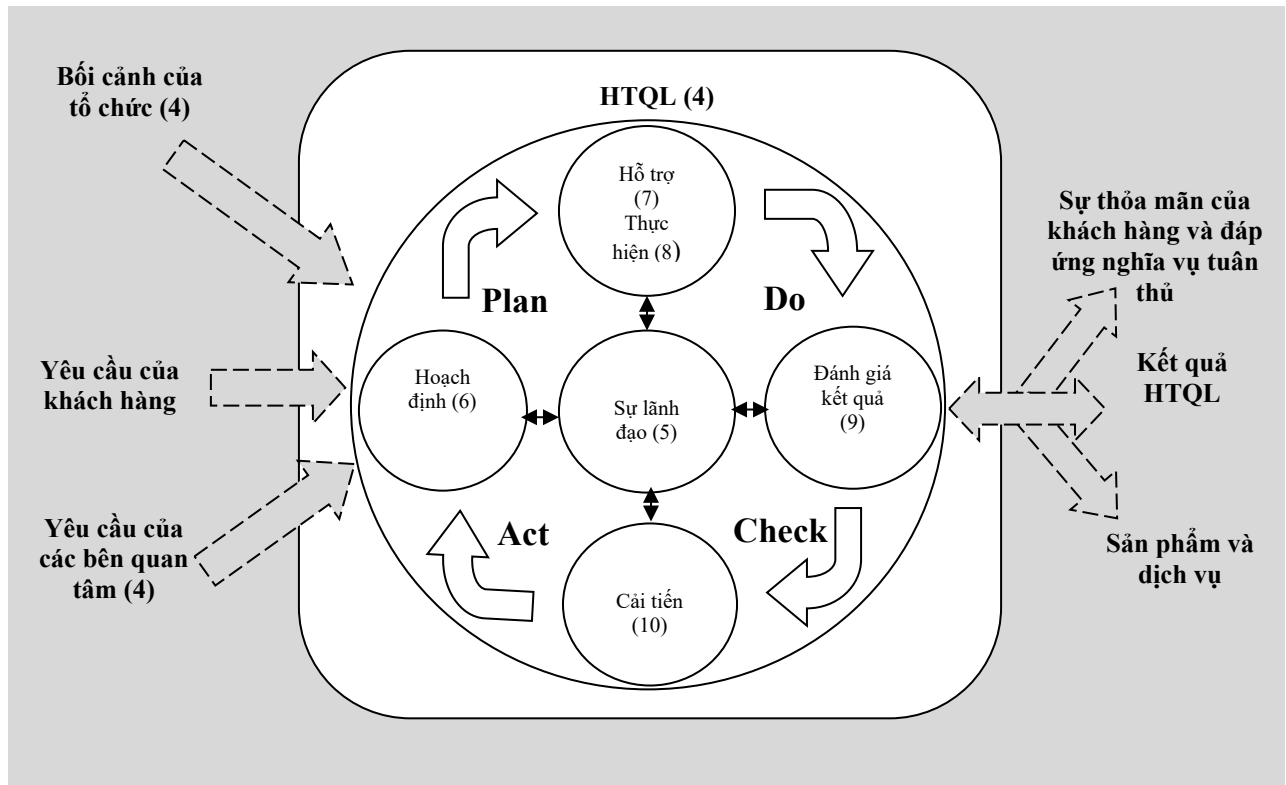 Bối cảnh của
tổ chức (4)
HTQL (4)
Hỗ trợ
(7)
Thực
hiện (8)
Sự thỏa mãn của
khách hàng và đáp
ứng nghĩa vụ tuân
thủ
Plan
Do
Yêu cầu của
khách hàng
Hoạch
định (6)
Sự lãnh
đạo (5)
Đánh giá
kết quả
(9)
Kết quả
HTQL
Yêu cầu của
các bên quan
tâm (4)
Act
Check
Cải tiến
(10)
Sản phẩm và
dịch vụ